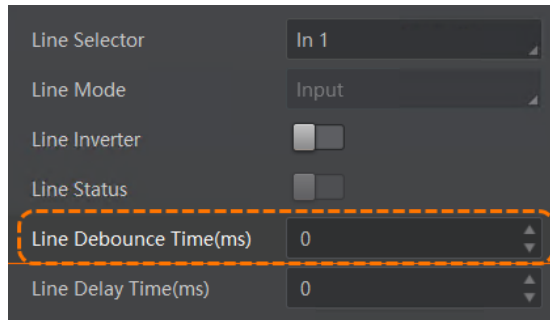 Line Selector In 1
Line Mode Input
Line Inverter
Line Status
Line Debounce Time(ms) 0
Line Delay Time(ms) 0